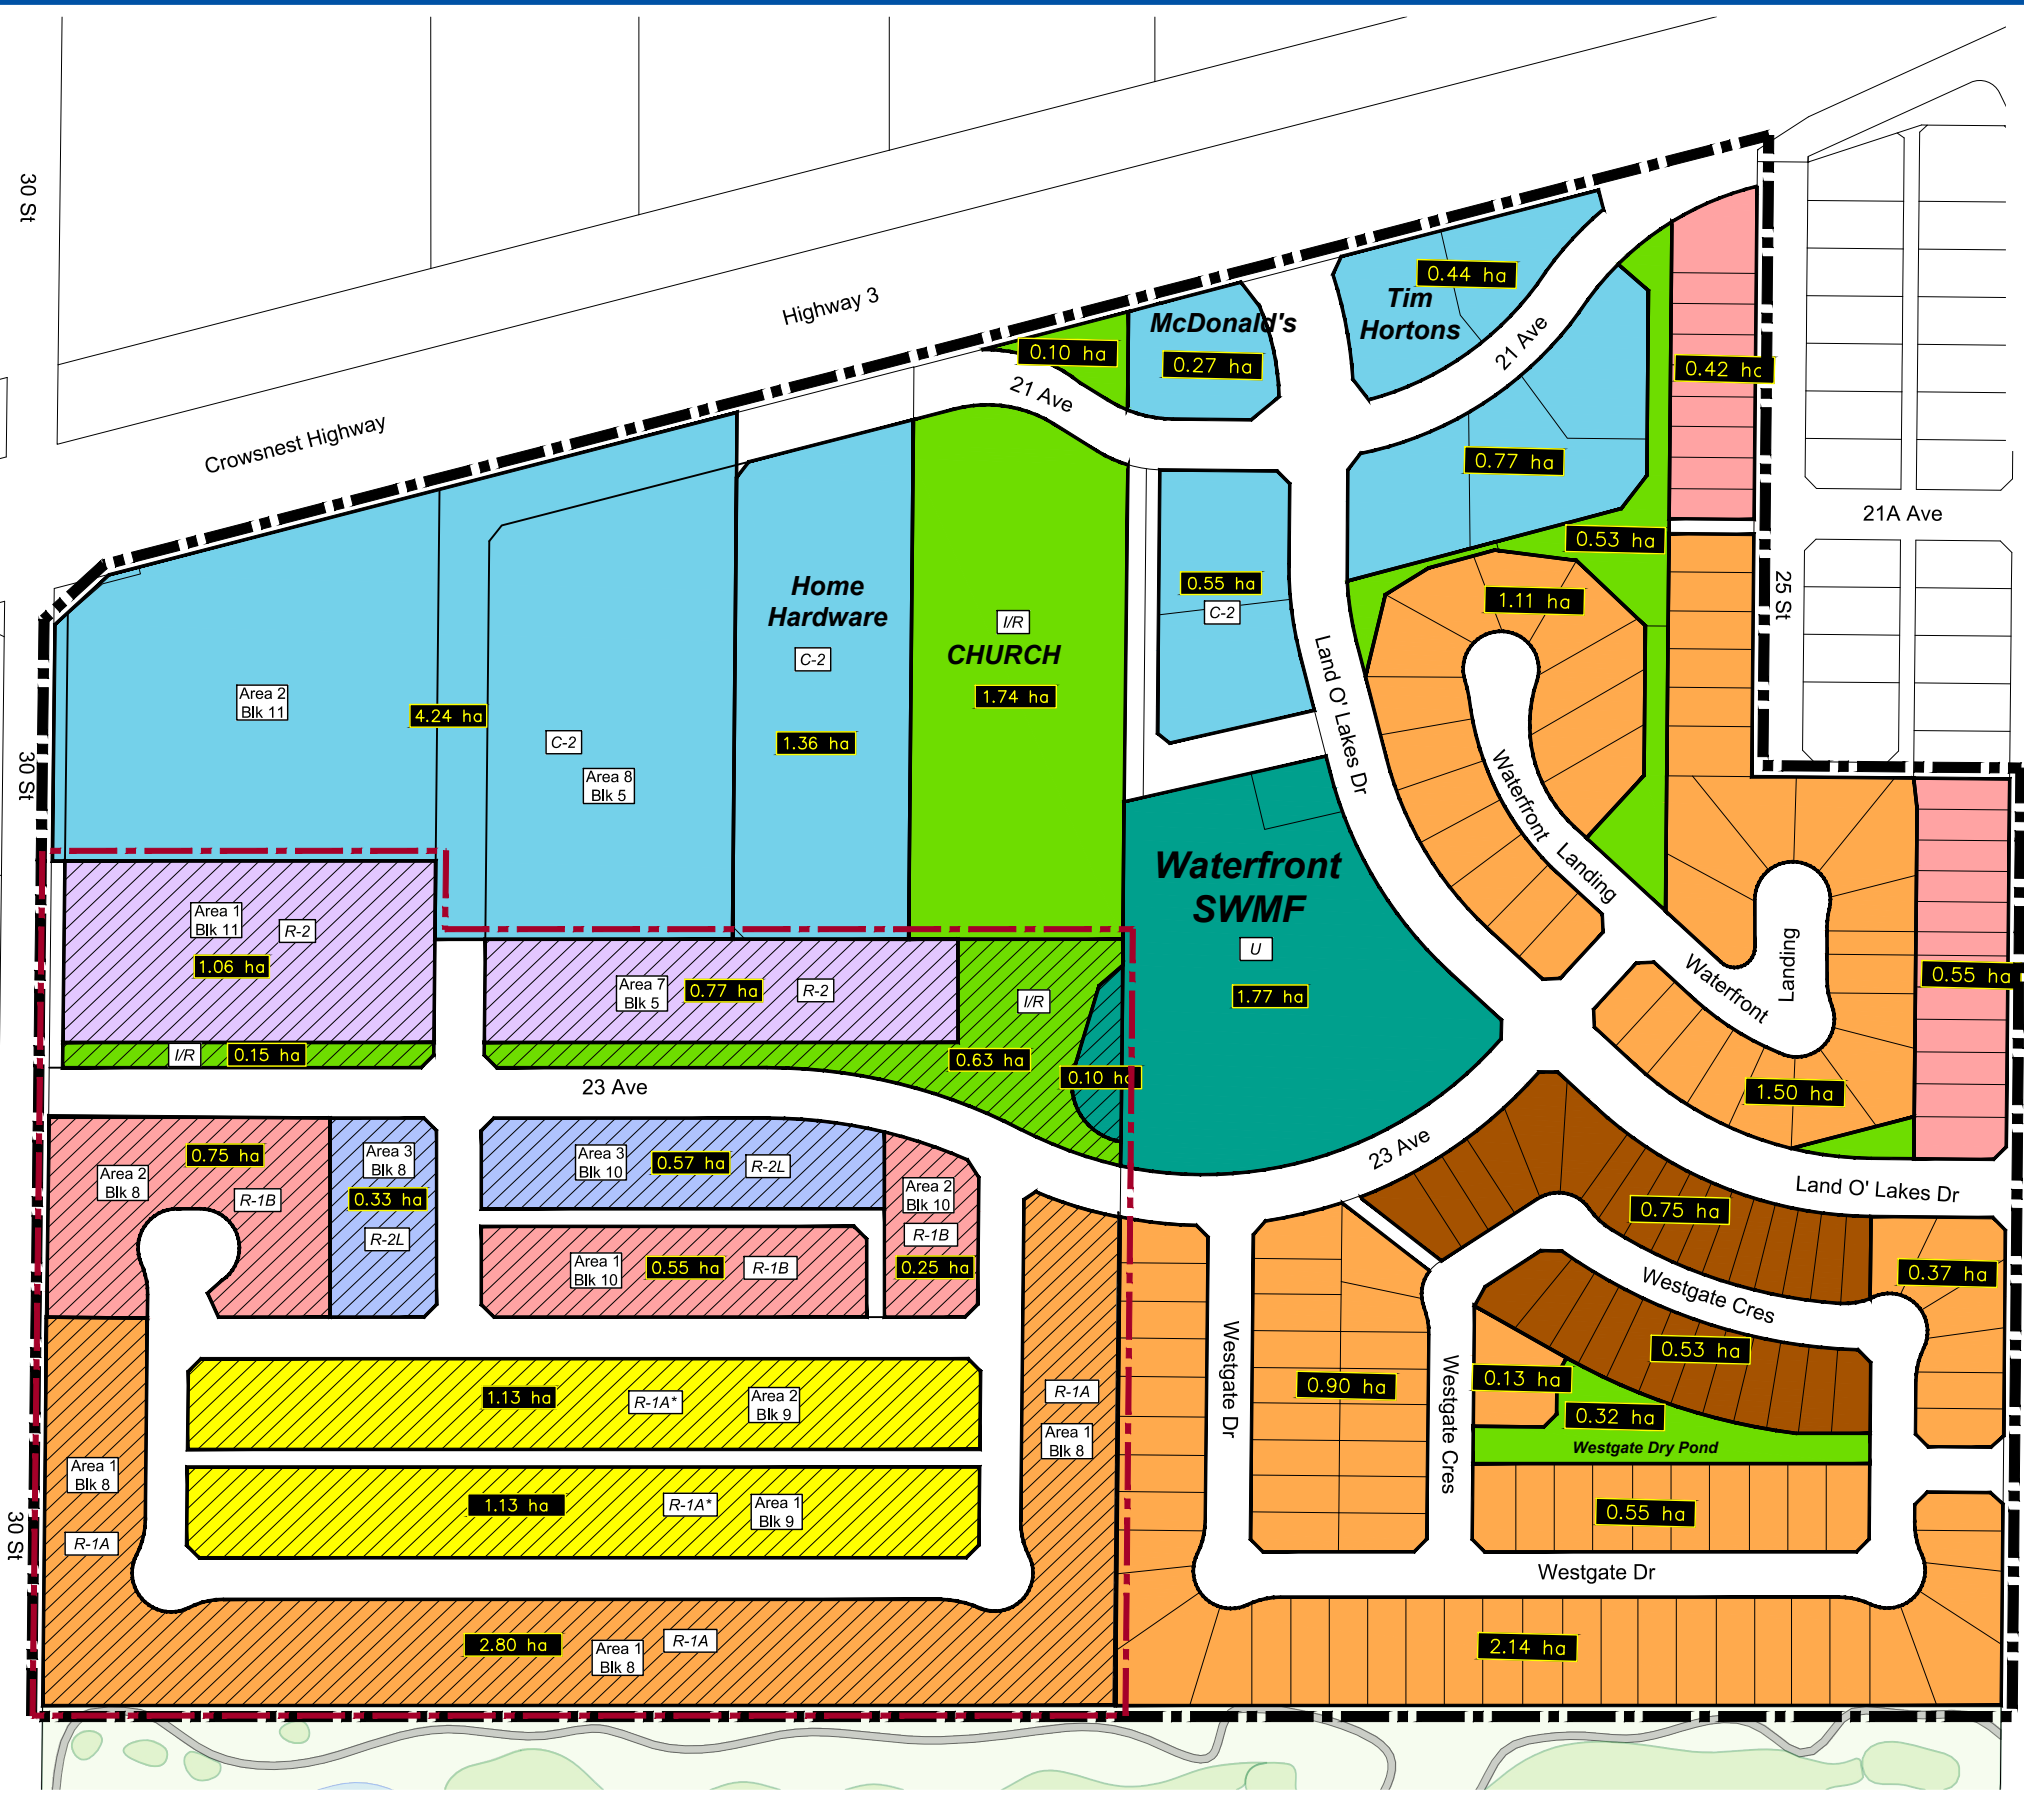 30 St
Highway 3
Crowsnest Highway
0.44 ha
Tim
Hortons
McDonald's
0.27 ha
0.10 ha
21 Ave
21 Ave
0.42 ha
0.77 ha
21A Ave
0.53 ha
25 St
Home
Hardware
C-2
1.36 ha
I/R
CHURCH
1.74 ha
0.55 ha
C-2
1.11 ha
Land O' Lakes Dr
Area 2
Blk 11
4.24 ha
C-2
Area 8
Blk 5
30 St
Waterfront
Landing
Waterfront
SWMF
U
1.77 ha
Waterfront
Landing
0.55 ha
Area 1
Blk 11
R-2
1.06 ha
Area 7
Blk 5
0.77 ha
R-2
I/R
I/R
0.15 ha
0.63 ha
0.10 ha
23 Ave
1.50 ha
23 Ave
Land O' Lakes Dr
0.75 ha
Area 2
Blk 8
R-1B
Area 3
Blk 8
0.33 ha
R-2L
Area 3
Blk 10
0.57 ha
R-2L
Area 2
Blk 10
R-1B
0.25 ha
Area 1
Blk 10
0.55 ha
R-1B
0.75 ha
Westgate Cres
0.37 ha
0.53 ha
Westgate Dr
0.90 ha
Westgate Cres
0.13 ha
0.32 ha
Westgate Dry Pond
1.13 ha
R-1A*
Area 2
Blk 9
R-1A
Area 1
Blk 8
Area 1
Blk 8
R-1A
1.13 ha
R-1A*
Area 1
Blk 9
0.55 ha
30 St
Westgate Dr
2.80 ha
Area 1
Blk 8
R-1A
2.14 ha